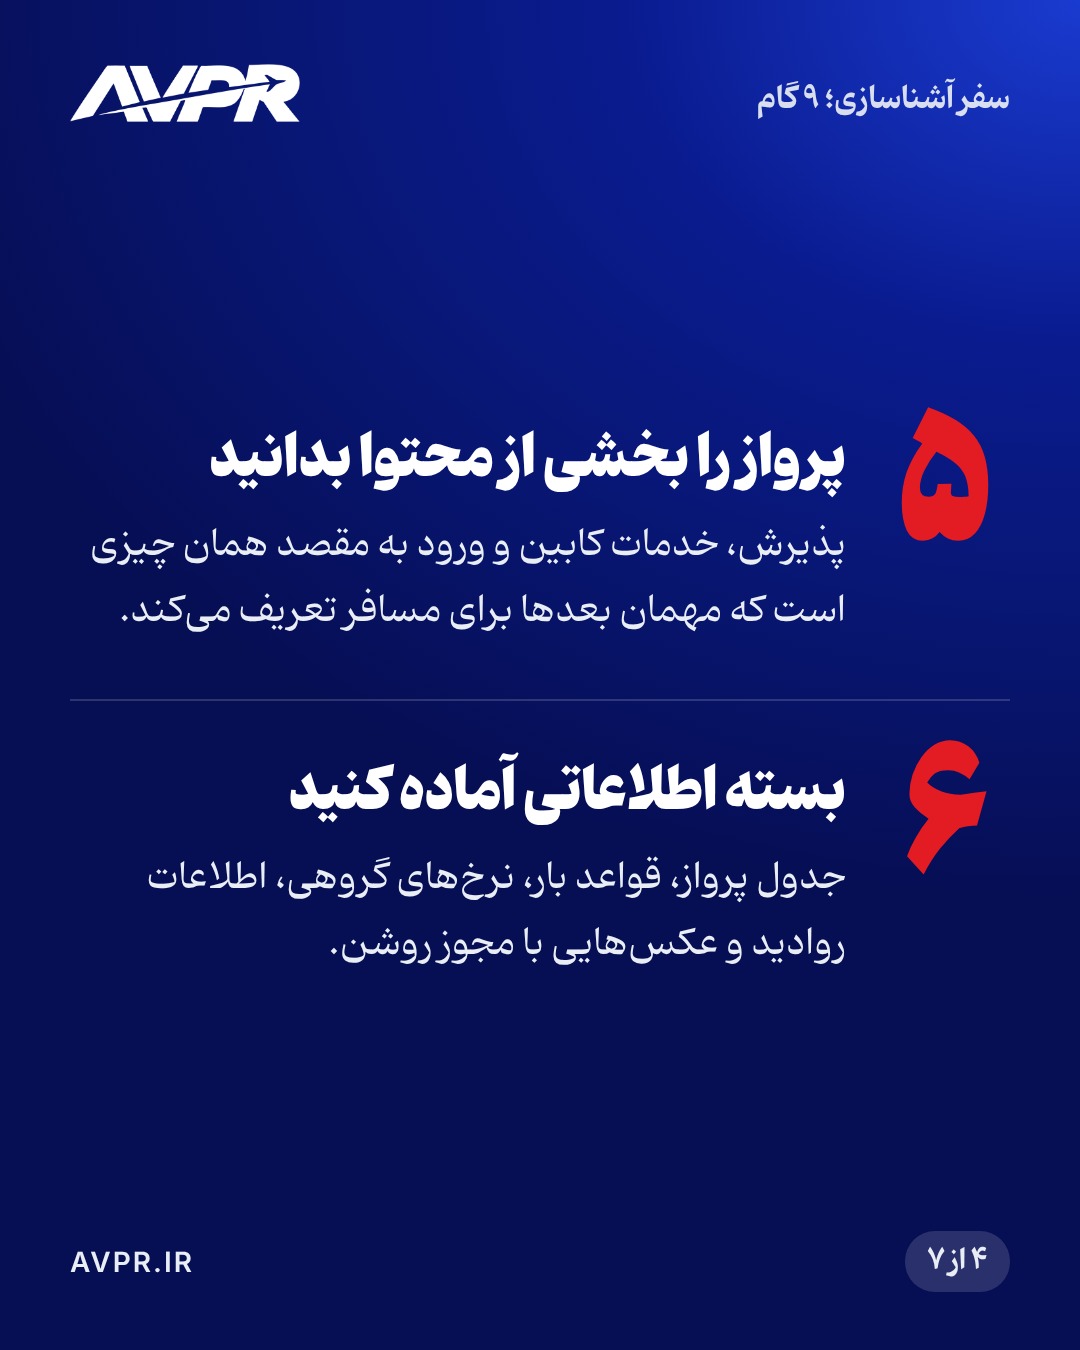 سفر آشناسازی؛ ۹ گام
AVPR
۵
پرواز را بخشی از محتوا بدانید
پذیرش، خدمات کابین و ورود به مقصد همان چیزی
است که مهمان بعدها برای مسافر تعریف می‌کند.
۶
بسته اطلاعاتی آماده کنید
جدول پرواز، قواعد بار، نرخ‌های گروهی، اطلاعات
روادید و عکس‌هایی با مجوز روشن.
۴ از ۷
AVPR.IR